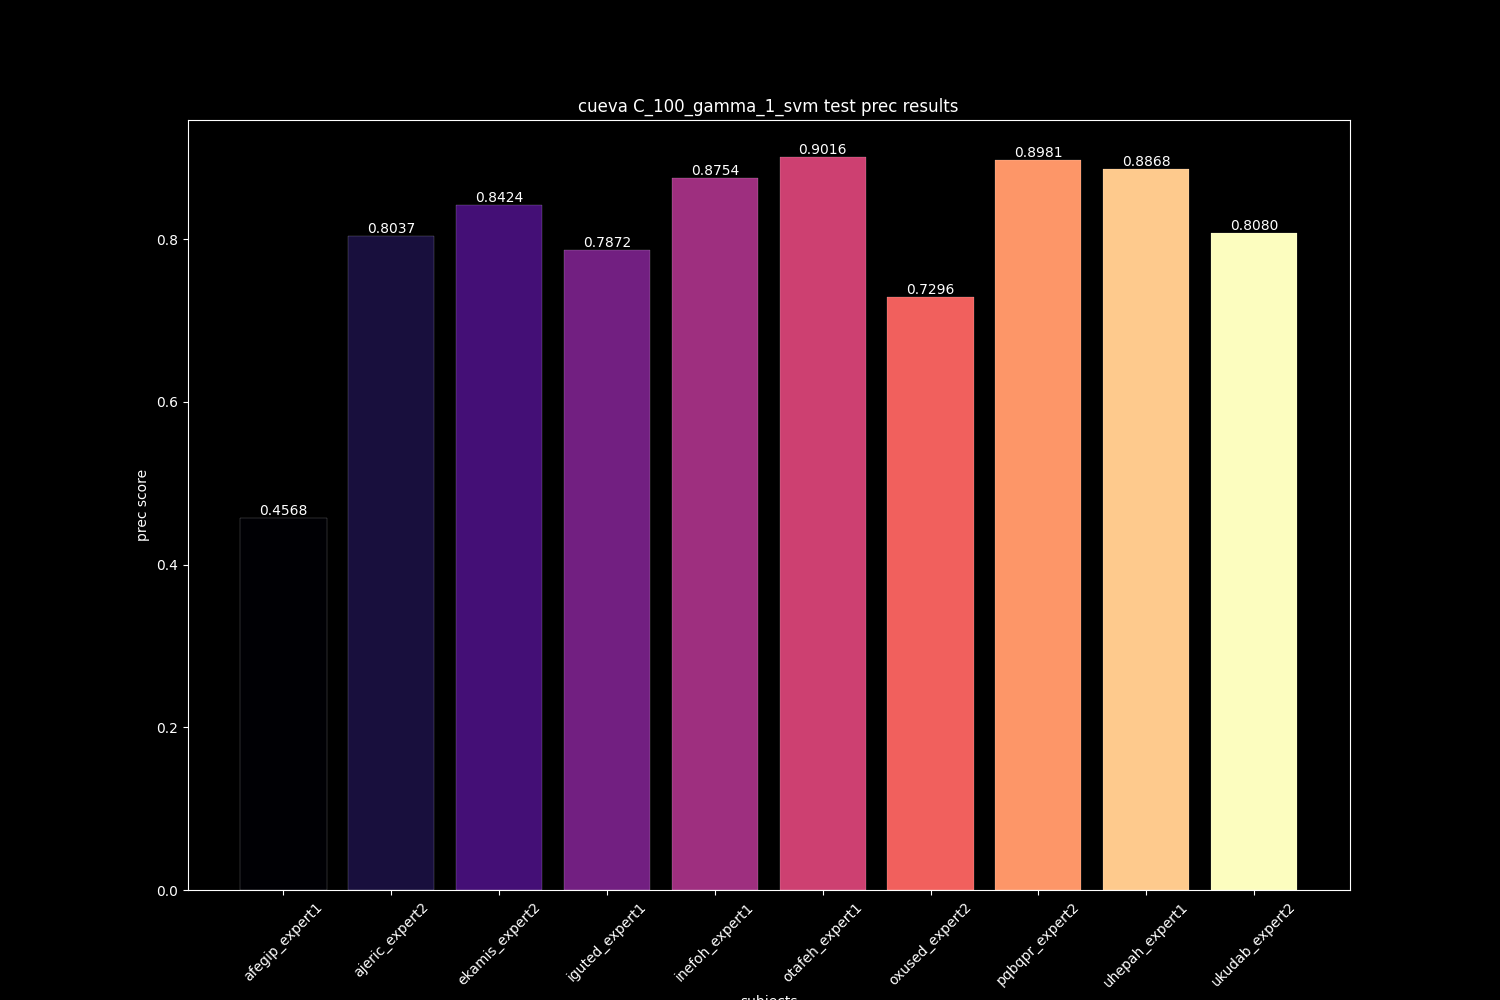 cueva C_100_gamma_1_svm test prec results
0.9016
0.8981
0.8868
0.8754
0.8424
0.8037
0.8080
0.7872
0.7296
0.4568
0.8
0.6
0.4
0.2
0.0
prec score
afegip_expert1
ajeric_expert2
ekamis_expert2
iguted_expert1
inefoh_expert1
otafeh_expert1
oxused_expert2
pqbqpr_expert2
uhepah_expert1
ukudab_expert2
subjects